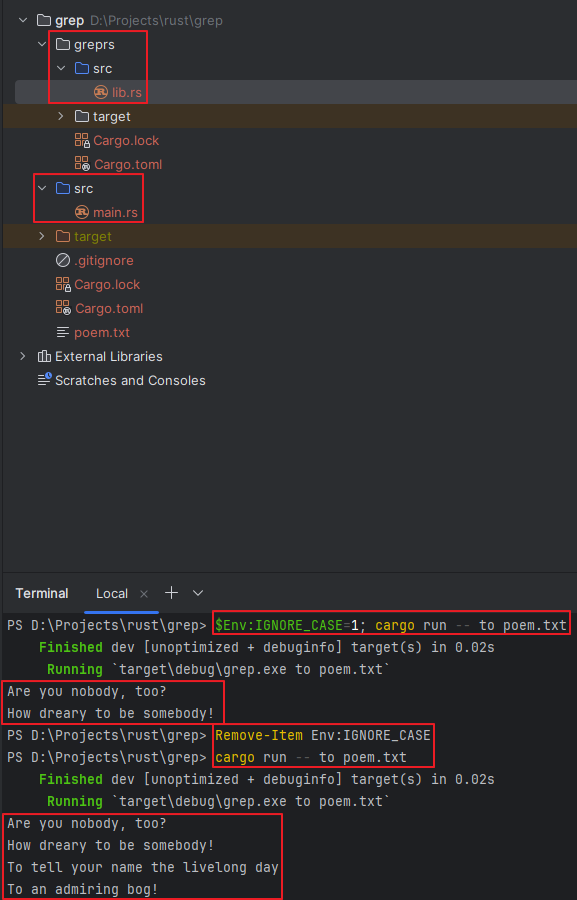 grep D:\Projects\rust\grep
greprs
src
lib.rs
target
Cargo.lock
Cargo.toml
src
main.rs
target
.gitignore
Cargo.lock
Cargo.toml
poem.txt
External Libraries
Scratches and Consoles
Terminal Local
PS D:\Projects\rust\grep> $Env:IGNORE_CASE=1; cargo run -- to poem.txt
Finished dev [unoptimized + debuginfo] target(s) in 0.02s
Running `target\debug\grep.exe to poem.txt`
Are you nobody, too?
How dreary to be somebody!
PS D:\Projects\rust\grep> Remove-Item Env:IGNORE_CASE
PS D:\Projects\rust\grep> cargo run -- to poem.txt
Finished dev [unoptimized + debuginfo] target(s) in 0.02s
Running `target\debug\grep.exe to poem.txt`
Are you nobody, too?
How dreary to be somebody!
To tell your name the livelong day
To an admiring bog!